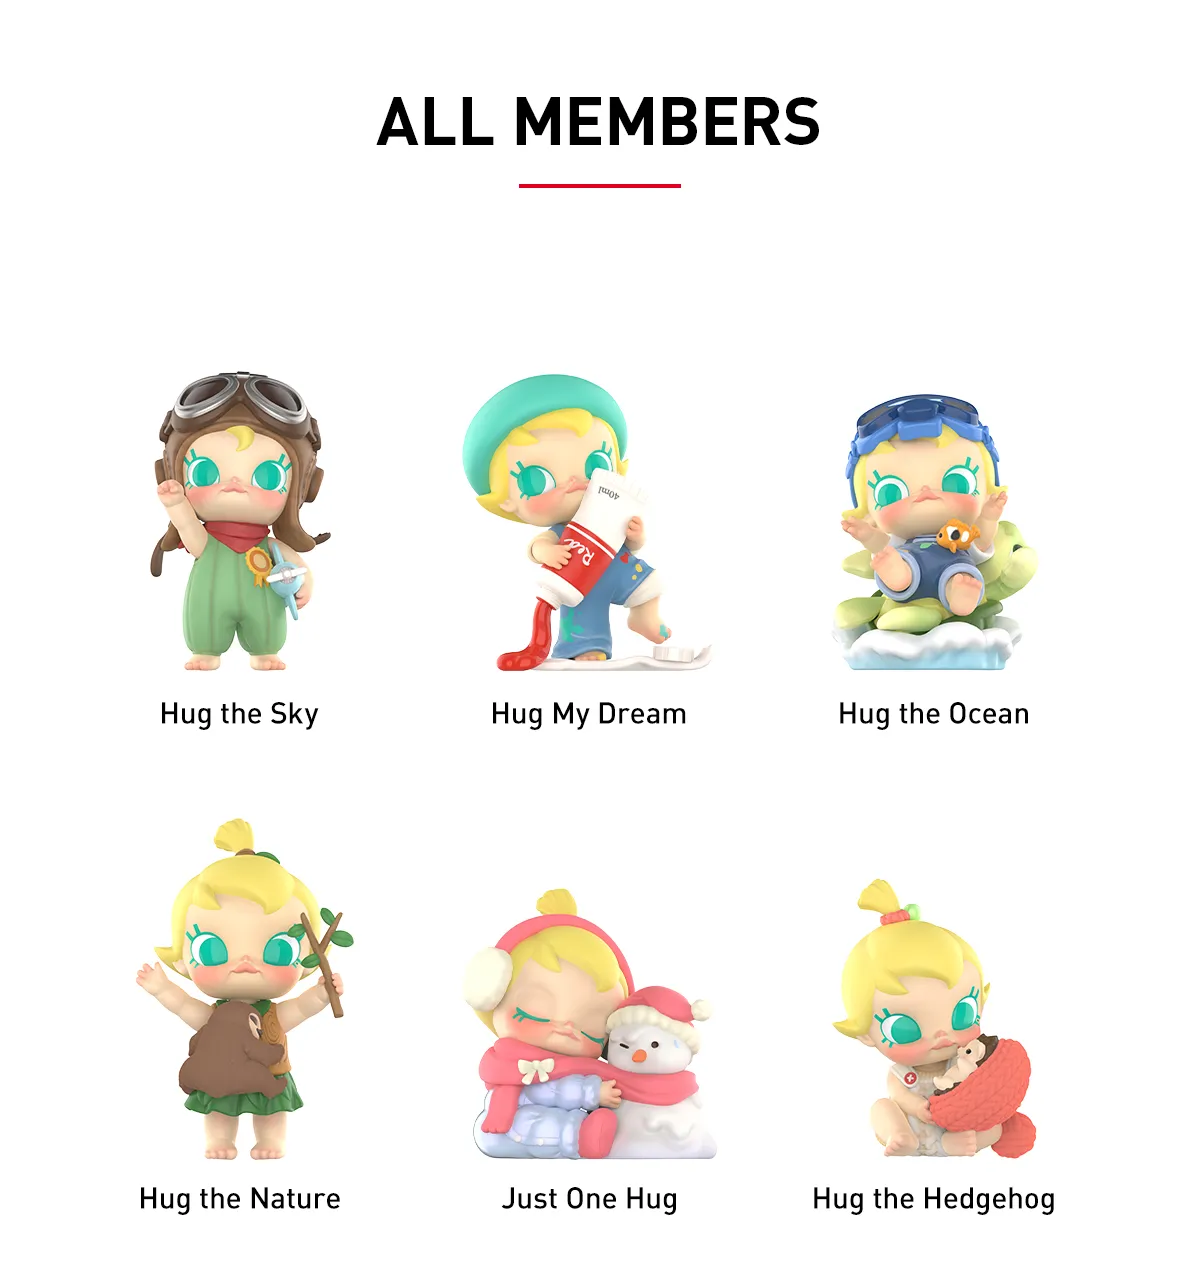 ALL MEMBERS
40ml
Red
Hug the Sky
Hug My Dream
Hug the Ocean
Hug the Nature
Just One Hug
Hug the Hedgehog